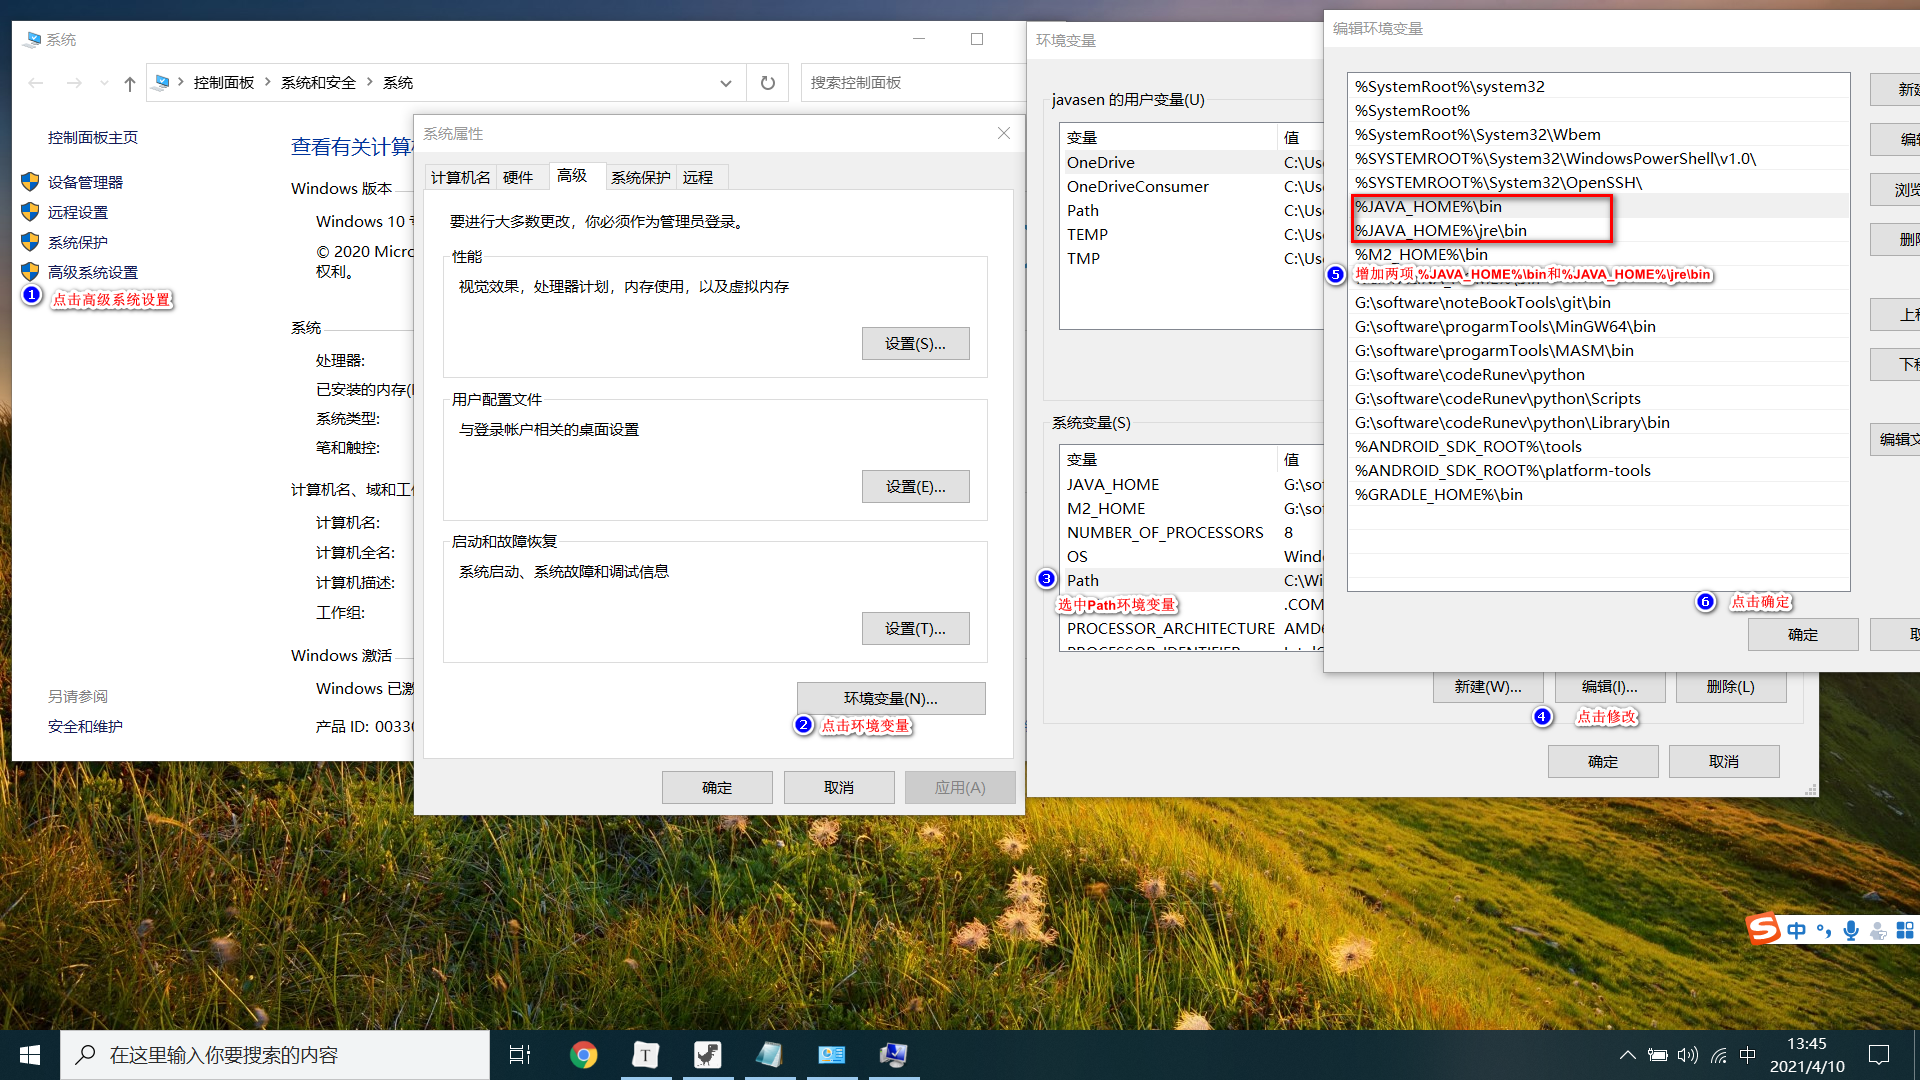 系统
控制面板
系统和安全
系统
搜索控制面板
控制面板主页
设备管理器
远程设置
系统保护
高级系统设置
1 点击高级系统设置
另请参阅
安全和维护
查看有关计算
Windows 版本
Windows 10
© 2020 Micro
权利。
系统
处理器:
已安装的内存(
系统类型:
笔和触控:
计算机名、域和工
计算机名:
计算机全名:
计算机描述:
工作组:
Windows 激活
Windows 已激
产品 ID: 0033
系统属性
计算机名 硬件 高级 系统保护 远程
要进行大多数更改，你必须作为管理员登录。
性能
视觉效果，处理器计划，内存使用，以及虚拟内存
设置(S)...
用户配置文件
与登录帐户相关的桌面设置
设置(E)...
启动和故障恢复
系统启动、系统故障和调试信息
设置(T)...
环境变量(N)...
2 点击环境变量
确定 取消 应用(A)
环境变量
javasen 的用户变量(U)
变量 值
OneDrive C:\Use
OneDriveConsumer C:\Use
Path C:\Use
TEMP C:\Use
TMP C:\Use
系统变量(S)
变量 值
JAVA_HOME G:\sof
M2_HOME G:\sof
NUMBER_OF_PROCESSORS 8
OS Windo
3 Path C:\Wi
选中Path环境变量 .COM
PROCESSOR_ARCHITECTURE AMD6
PROCESSOR_IDENTIFIER
新建(W)... 编辑(I)... 删除(L)
4 点击修改
确定 取消
编辑环境变量
%SystemRoot%\system32
%SystemRoot%
%SystemRoot%\System32\Wbem
%SYSTEMROOT%\System32\WindowsPowerShell\v1.0\
%SYSTEMROOT%\System32\OpenSSH\
%JAVA_HOME%\bin
%JAVA_HOME%\jre\bin
%M2_HOME%\bin
5 增加两项,%JAVA_HOME%\bin和%JAVA_HOME%\jre\bin
G:\software\noteBookTools\git\bin
G:\software\progarmTools\MinGW64\bin
G:\software\progarmTools\MASM\bin
G:\software\codeRunev\python
G:\software\codeRunev\python\Scripts
G:\software\codeRunev\python\Library\bin
%ANDROID_SDK_ROOT%\tools
%ANDROID_SDK_ROOT%\platform-tools
%GRADLE_HOME%\bin
新建
编辑
浏览
删除
上移
下移
编辑文
6 点击确定
确定 取
中
在这里输入你要搜索的内容
T
中
13:45
2021/4/10